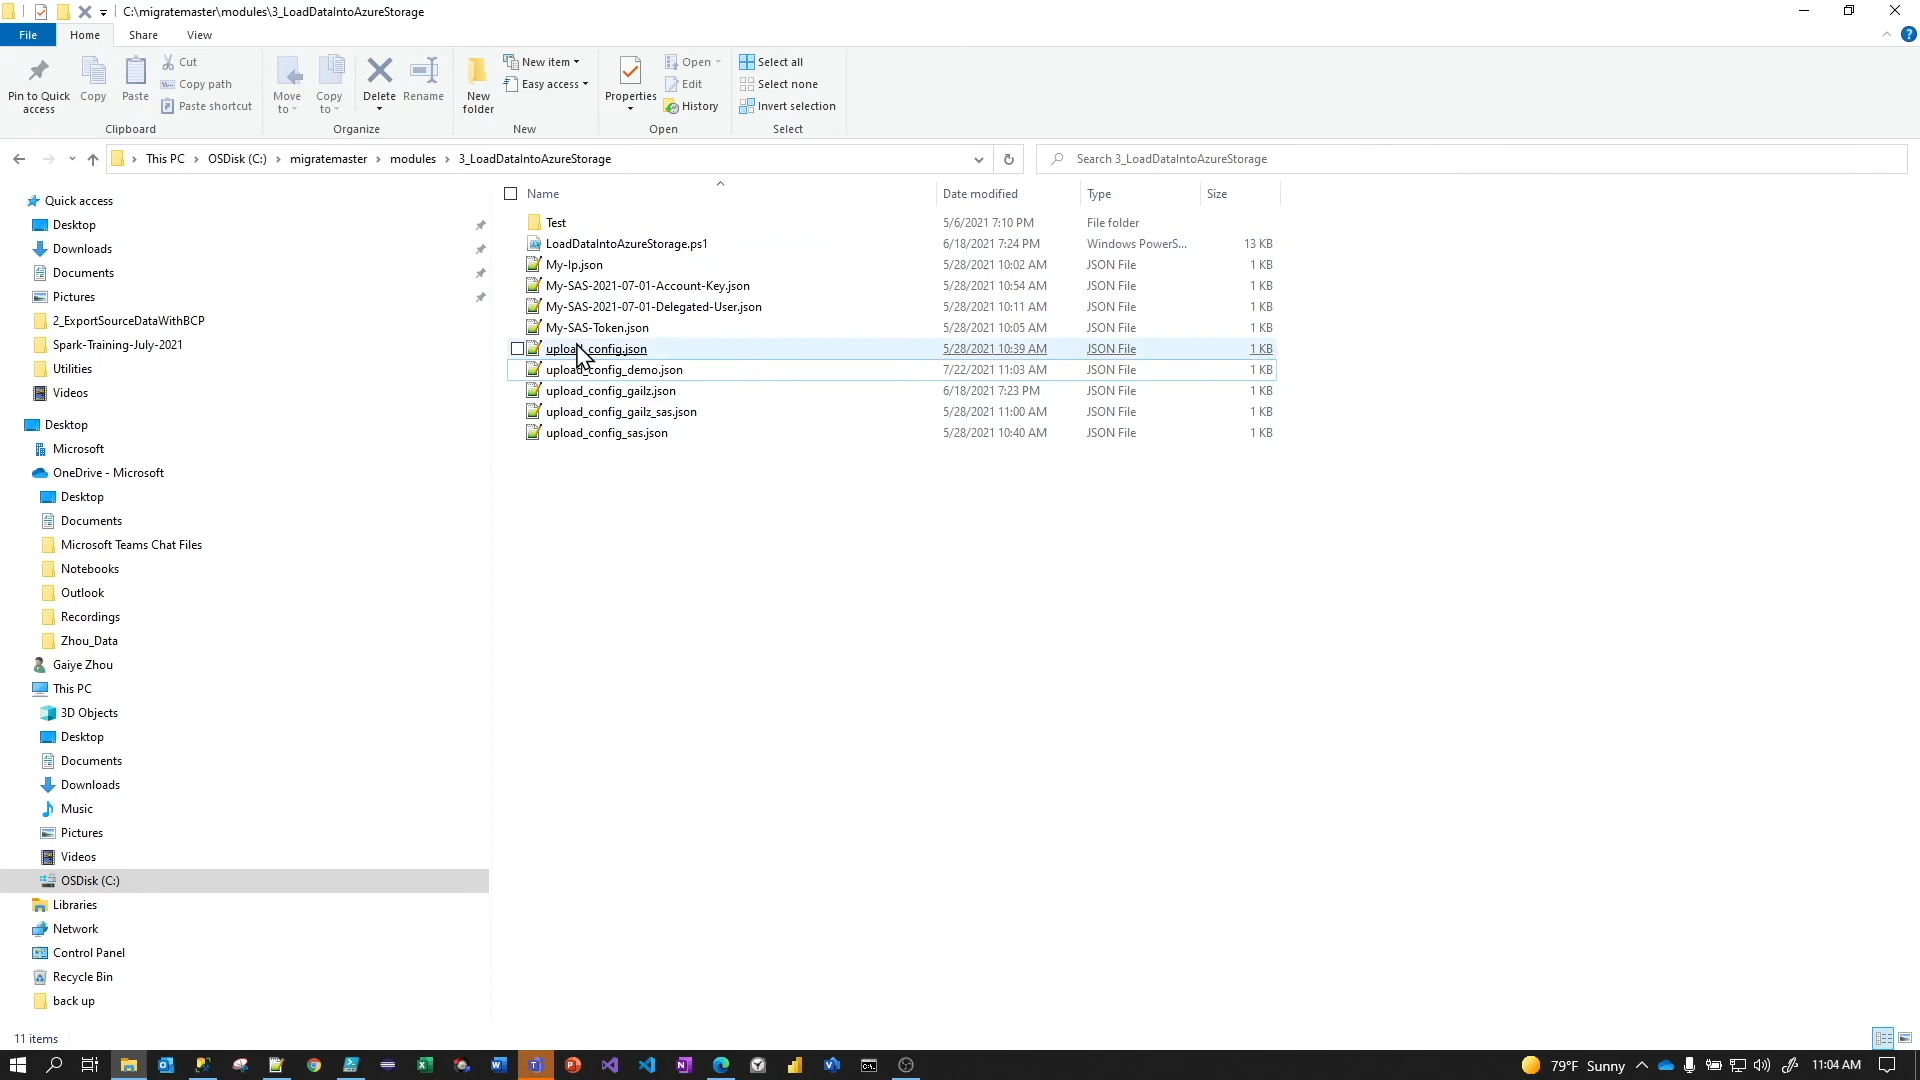 C:\migratemaster\modules\3_LoadDataIntoAzureStorage
File
Home
Share
View
Pin to Quick access
Copy
Paste
Cut
Copy path
Paste shortcut
Clipboard
Move to
Copy to
Delete
Rename
Organize
New folder
New item
Easy access
New
Properties
Open
Edit
History
Open
Select all
Select none
Invert selection
Select
This PC > OSDisk (C:) > migratemaster > modules > 3_LoadDataIntoAzureStorage
Search 3_LoadDataIntoAzureStorage
Quick access
Desktop
Downloads
Documents
Pictures
2_ExportSourceDataWithBCP
Spark-Training-July-2021
Utilities
Videos
Desktop
Microsoft
OneDrive - Microsoft
Desktop
Documents
Microsoft Teams Chat Files
Notebooks
Outlook
Recordings
Zhou_Data
Gaiye Zhou
This PC
3D Objects
Desktop
Documents
Downloads
Music
Pictures
Videos
OSDisk (C:)
Libraries
Network
Control Panel
Recycle Bin
back up
Name Date modified Type Size
Test 5/6/2021 7:10 PM File folder
LoadDataIntoAzureStorage.ps1 6/18/2021 7:24 PM Windows PowerS... 13 KB
My-Ip.json 5/28/2021 10:02 AM JSON File 1 KB
My-SAS-2021-07-01-Account-Key.json 5/28/2021 10:54 AM JSON File 1 KB
My-SAS-2021-07-01-Delegated-User.json 5/28/2021 10:11 AM JSON File 1 KB
My-SAS-Token.json 5/28/2021 10:05 AM JSON File 1 KB
upload_config.json 5/28/2021 10:39 AM JSON File 1 KB
upload_config_demo.json 7/22/2021 11:03 AM JSON File 1 KB
upload_config_gailz.json 6/18/2021 7:23 PM JSON File 1 KB
upload_config_gailz_sas.json 5/28/2021 11:00 AM JSON File 1 KB
upload_config_sas.json 5/28/2021 10:40 AM JSON File 1 KB
11 items
79°F Sunny
11:04 AM